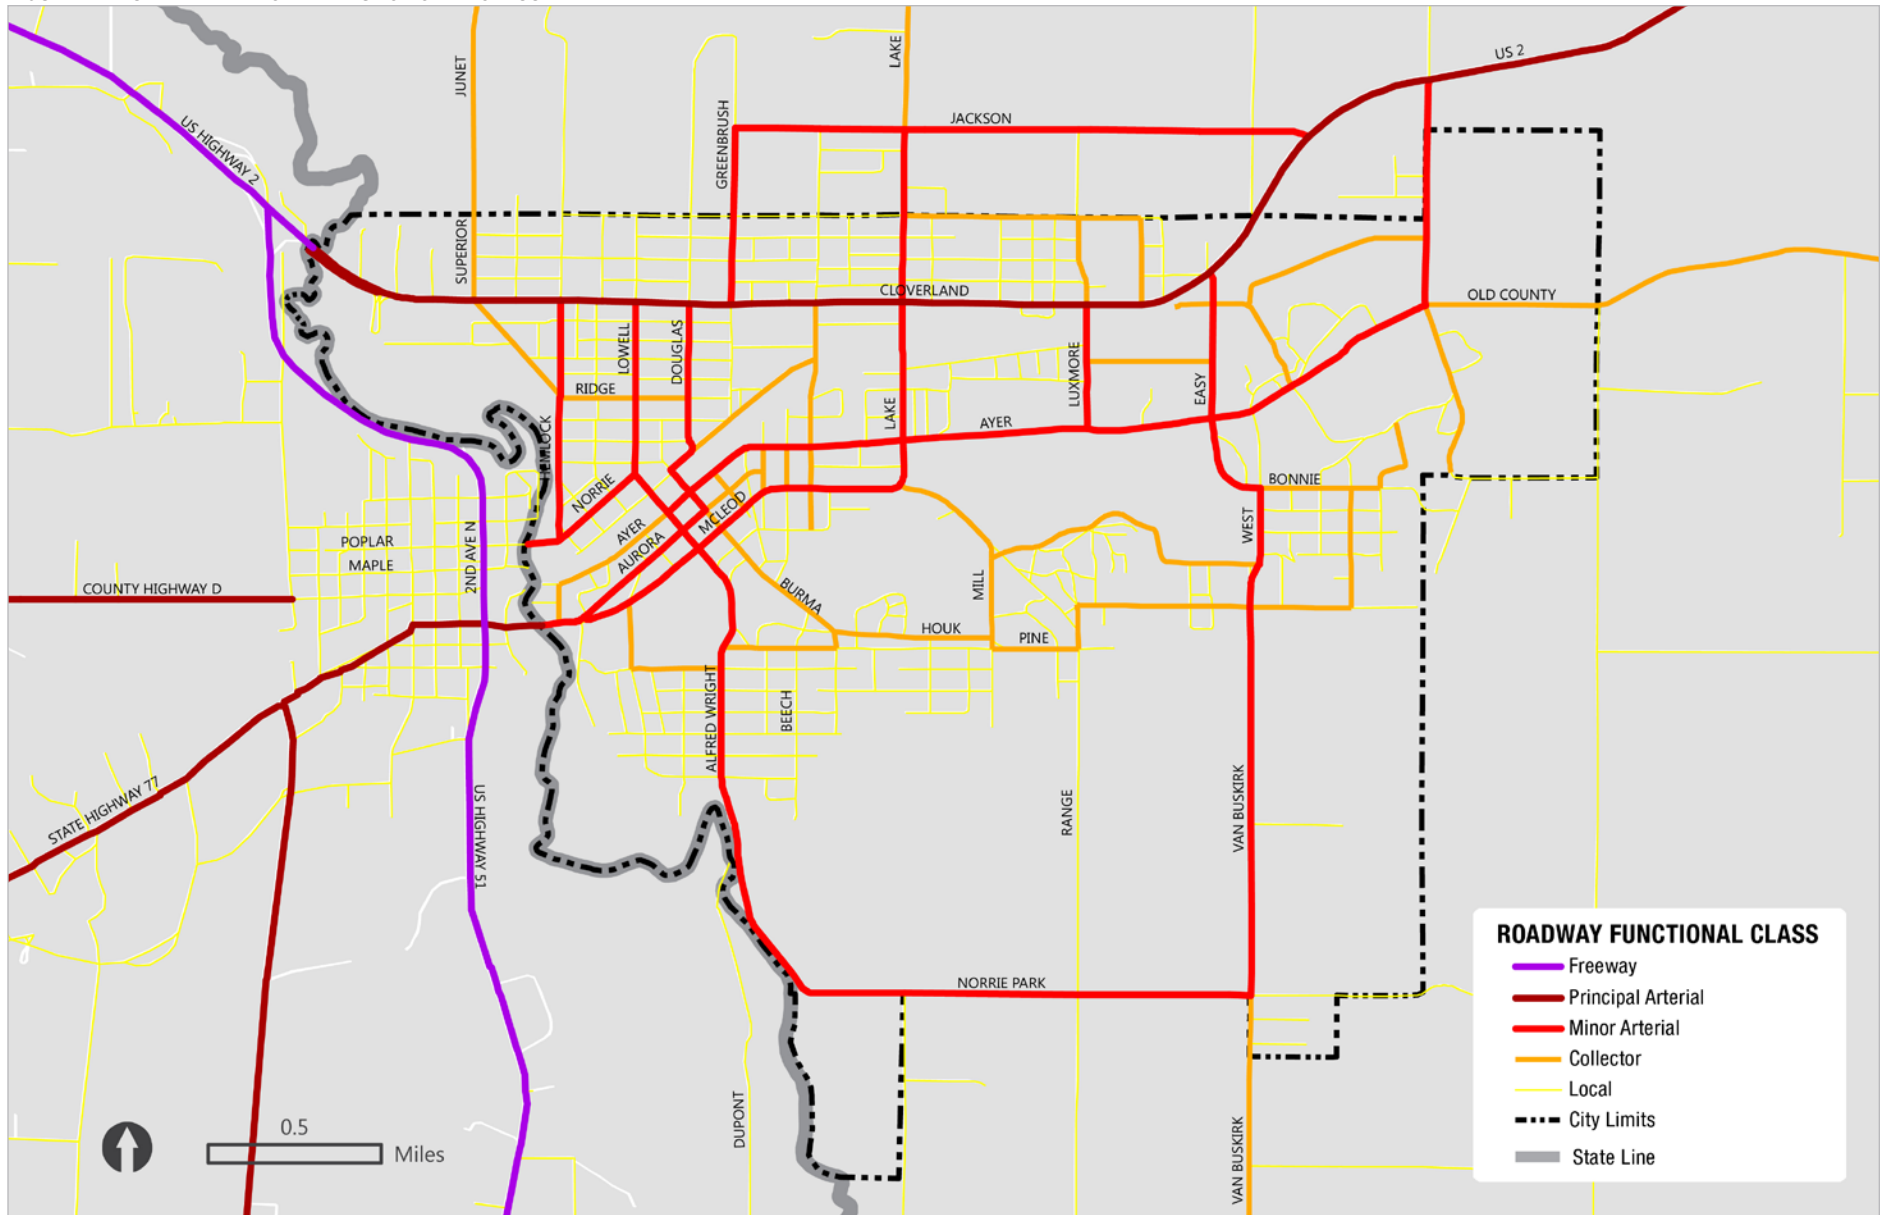 JUNET
LAKE
US 2
US HIGHWAY 2
GREENBRUSH
JACKSON
SUPERIOR
CLOVERLAND
OLD COUNTY
LOWELL
DOUGLAS
LUXMORE
EASY
RIDGE
LAKE
AYER
HEMLOCK
NORRIE
BONNIE
MCLEOD
AYER
AURORA
WEST
POPLAR
MAPLE
2ND AVE N
COUNTY HIGHWAY D
BURMA
MILL
HOUK
PINE
ALFRED WRIGHT
BEECH
STATE HIGHWAY 77
US HIGHWAY 51
RANGE
VAN BUSKIRK
NORRIE PARK
DUPONT
VAN BUSKIRK
0.5
Miles
ROADWAY FUNCTIONAL CLASS
Freeway
Principal Arterial
Minor Arterial
Collector
Local
City Limits
State Line